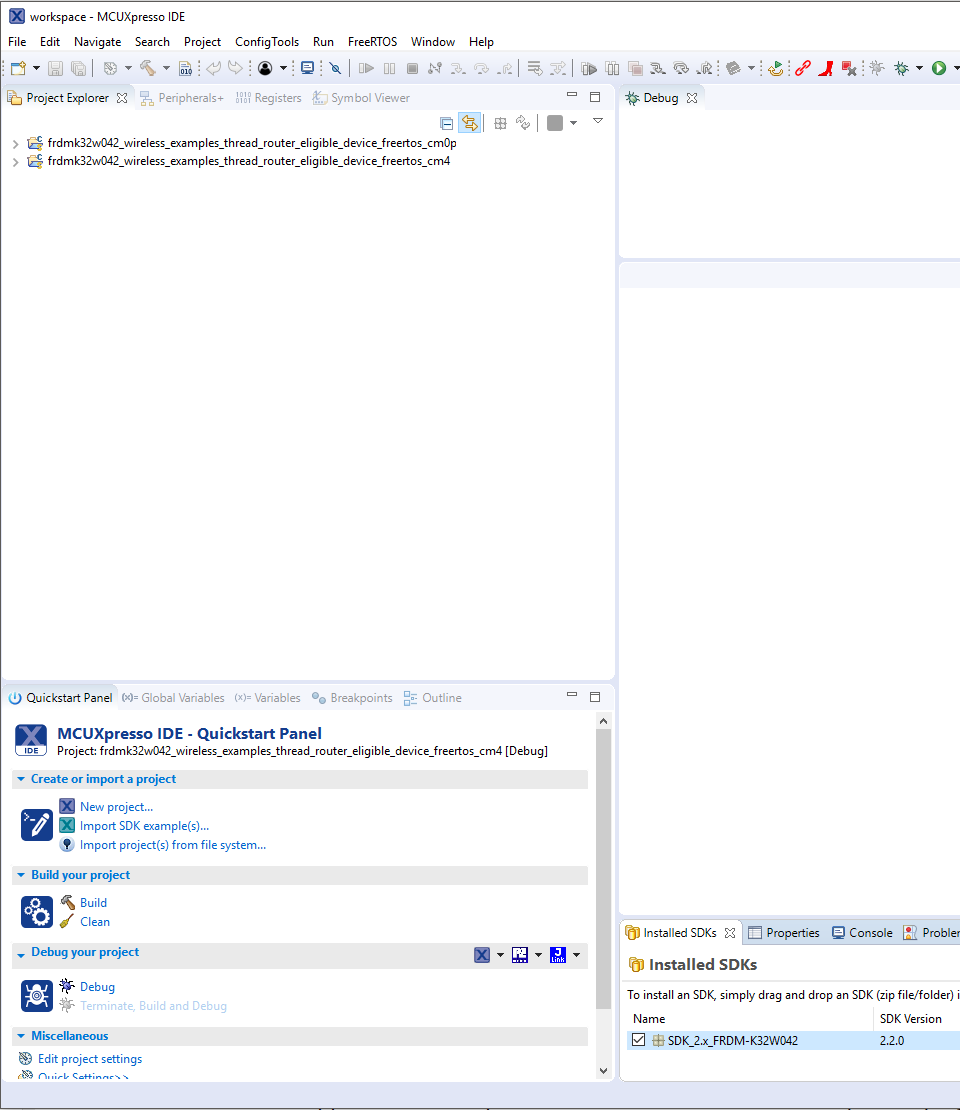 workspace - MCUXpresso IDE
File Edit Navigate Search Project ConfigTools Run FreeRTOS Window Help
010
Project Explorer Peripherals+ Registers Symbol Viewer
Debug
frdmk32w042_wireless_examples_thread_router_eligible_device_freertos_cm0p
frdmk32w042_wireless_examples_thread_router_eligible_device_freertos_cm4
Quickstart Panel (x)= Global Variables (x)= Variables Breakpoints Outline
IDE
MCUXpresso IDE - Quickstart Panel
Project: frdmk32w042_wireless_examples_thread_router_eligible_device_freertos_cm4 [Debug]
Create or import a project
New project...
Import SDK example(s)...
Import project(s) from file system...
Build your project
Build
Clean
Debug your project
Debug
Terminate, Build and Debug
Miscellaneous
Edit project settings
Quick Settings>>
Installed SDKs Properties Console Probler
Installed SDKs
To install an SDK, simply drag and drop an SDK (zip file/folder) i
Name SDK Version
SDK_2.x_FRDM-K32W042 2.2.0